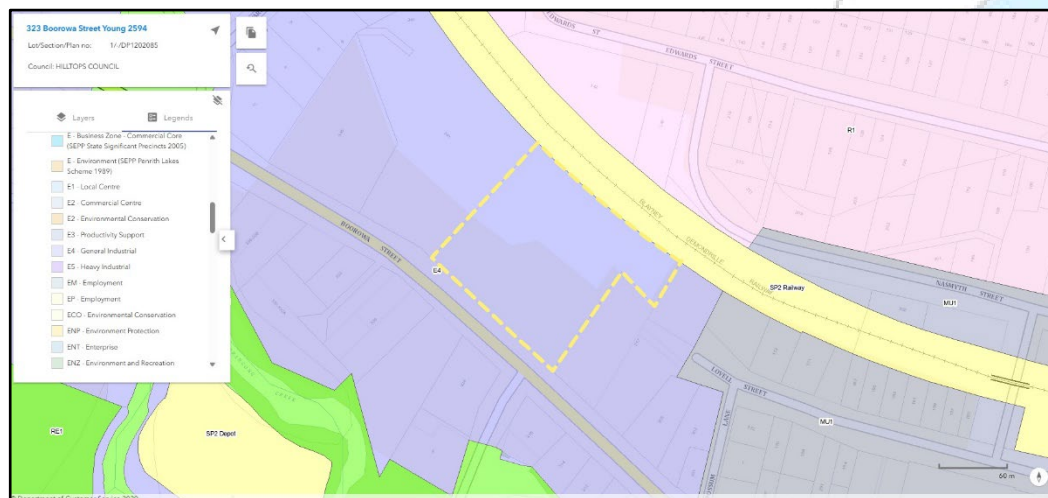 323 Boorowa Street Young 2594
Lot/Section/Plan no: 1/-/DP1202085
Council: HILLTOPS COUNCIL
Layers
Legends
E - Business Zone - Commercial Core
(SEPP State Significant Precincts 2005)
E - Environment (SEPP Penrith Lakes
Scheme 1989)
E1 - Local Centre
E2 - Commercial Centre
E2 - Environmental Conservation
E3 - Productivity Support
E4 - General Industrial
E5 - Heavy Industrial
EM - Employment
EP - Employment
ECO - Environmental Conservation
ENP - Environment Protection
ENT - Enterprise
ENZ - Environment and Recreation
EDWARDS ST
EDWARDS STREET
R1
BLAYNEY
DEMONDRILLE
RAILWAY
BOOROWA STREET
E4
SP2 Railway
NASMYTH STREET
MU1
LOVELL STREET
MU1
LANE
RE1
SP2 Depot
CREEK
60 m